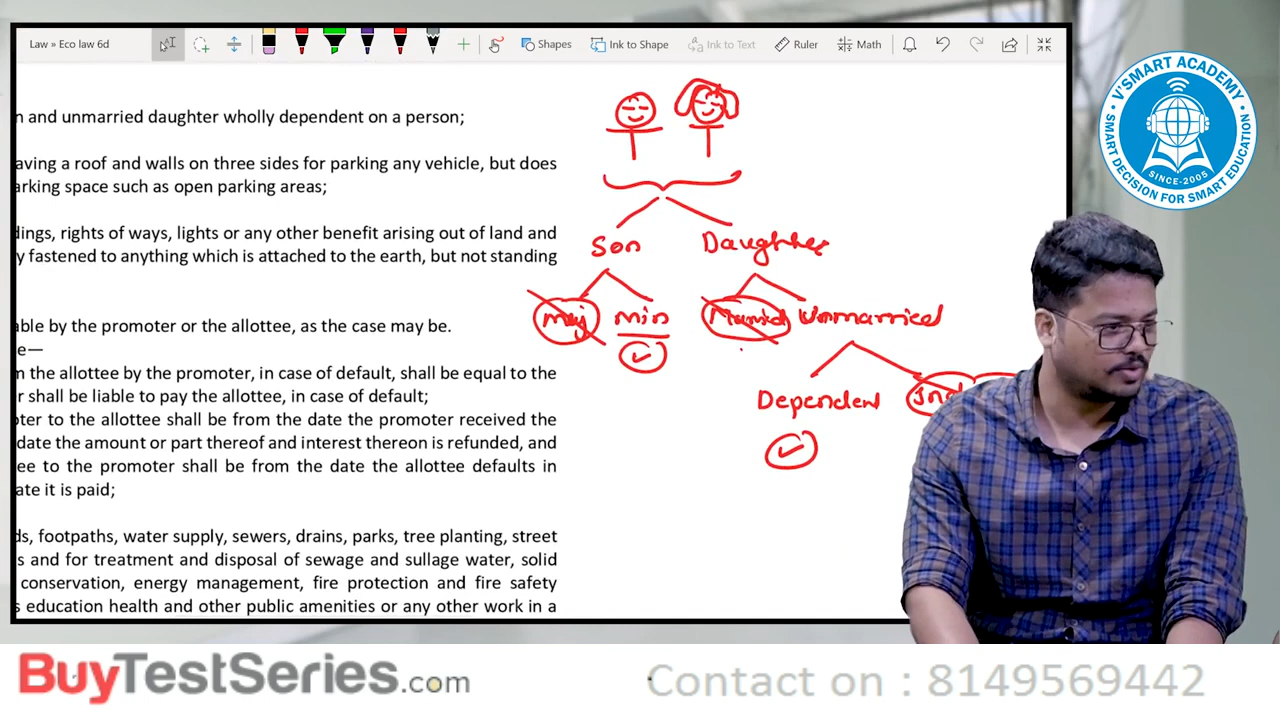 Law » Eco law 6d
Shapes
Ink to Shape
Ink to Text
Ruler
Math
n and unmarried daughter wholly dependent on a person;
aving a roof and walls on three sides for parking any vehicle, but does
arking space such as open parking areas;
dings, rights of ways, lights or any other benefit arising out of land and
y fastened to anything which is attached to the earth, but not standing
able by the promoter or the allottee, as the case may be.
e—
m the allottee by the promoter, in case of default, shall be equal to the
r shall be liable to pay the allottee, in case of default;
oter to the allottee shall be from the date the promoter received the
date the amount or part thereof and interest thereon is refunded, and
ee to the promoter shall be from the date the allottee defaults in
ate it is paid;
ds, footpaths, water supply, sewers, drains, parks, tree planting, street
s and for treatment and disposal of sewage and sullage water, solid
conservation, energy management, fire protection and fire safety
s education health and other public amenities or any other work in a
Son Daughter
Maj min Married Unmarried
Dependent Ind
V'SMART ACADEMY
SINCE-2005
SMART DECISION FOR SMART EDUCATION
BuyTestSeries.com
Contact on : 8149569442